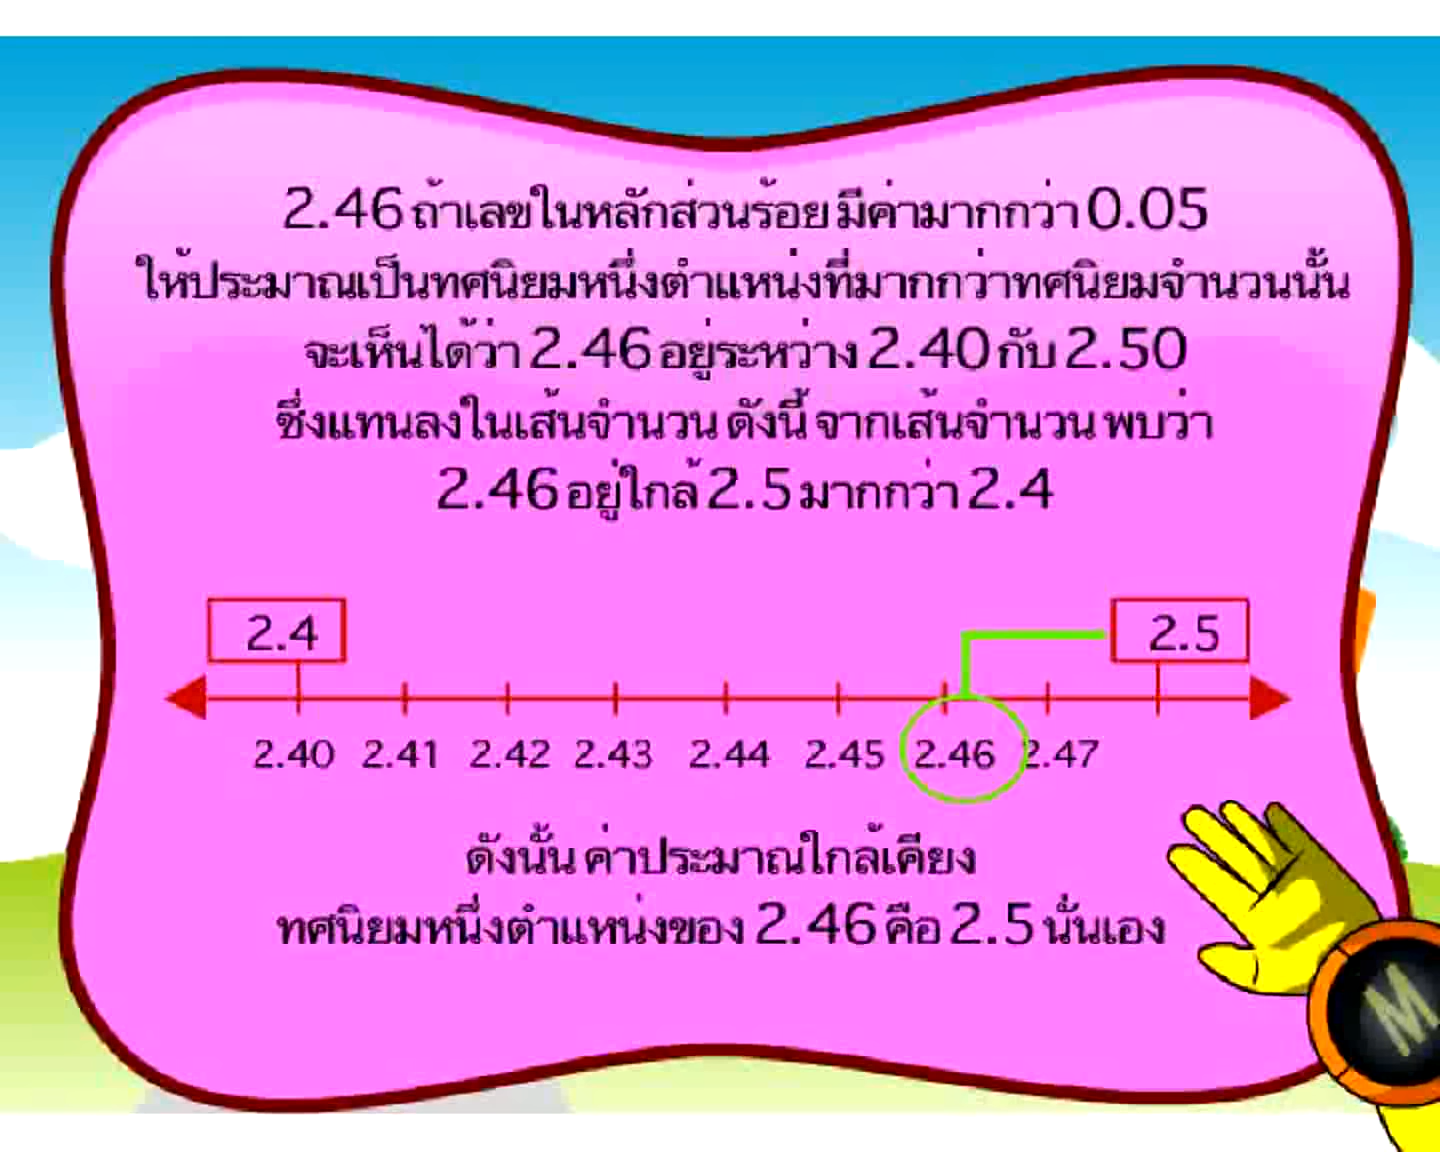 2.46 ถ้าเลขในหลักส่วนร้อย มีค่ามากกว่า 0.05
ให้ประมาณเป็นทศนิยมหนึ่งตำแหน่งที่มากกว่าทศนิยมจำนวนนั้น
จะเห็นได้ว่า 2.46 อยู่ระหว่าง 2.40 กับ 2.50
ซึ่งแทนลงในเส้นจำนวน ดังนี้ จากเส้นจำนวน พบว่า
2.46 อยู่ใกล้ 2.5 มากกว่า 2.4
2.4 2.5
2.40 2.41 2.42 2.43 2.44 2.45 2.46 2.47
ดังนั้น ค่าประมาณใกล้เคียง
ทศนิยมหนึ่งตำแหน่งของ 2.46 คือ 2.5 นั่นเอง
M